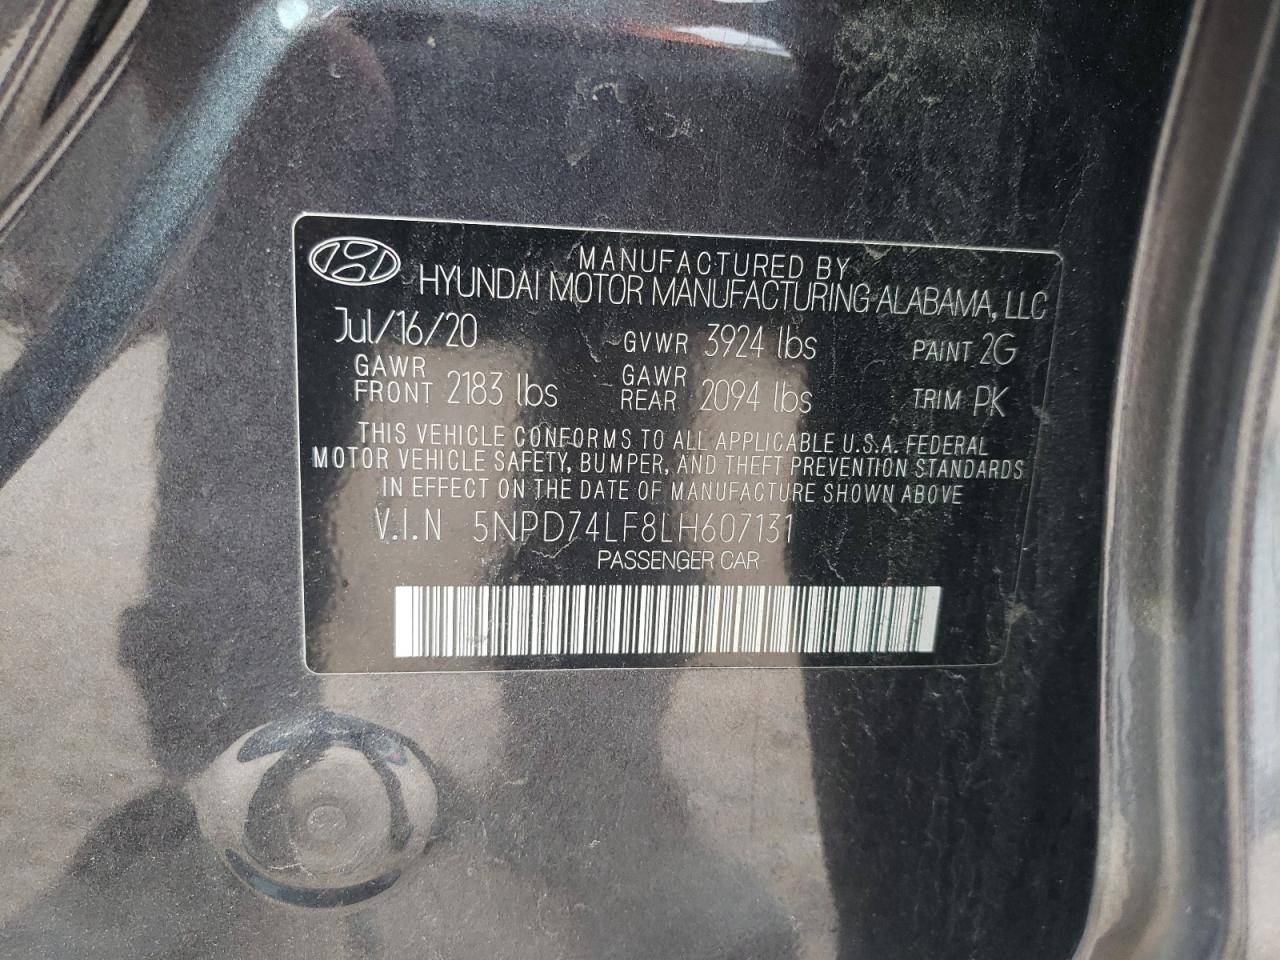 MANUFACTURED BY
HYUNDAI MOTOR MANUFACTURING ALABAMA, LLC
Jul/16/20 GVWR 3924 lbs PAINT 2G
GAWR FRONT 2183 lbs GAWR REAR 2094 lbs TRIM PK
THIS VEHICLE CONFORMS TO ALL APPLICABLE U.S.A. FEDERAL
MOTOR VEHICLE SAFETY, BUMPER, AND THEFT PREVENTION STANDARDS
IN EFFECT ON THE DATE OF MANUFACTURE SHOWN ABOVE
V.I.N 5NPD74LF8LH607131
PASSENGER CAR